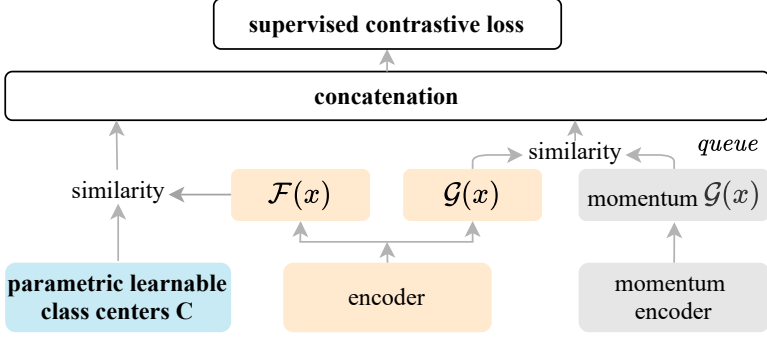 supervised contrastive loss
concatenation
similarity
queue
similarity
𝓕(x)
𝓖(x)
momentum 𝓖(x)
parametric learnable
class centers C
encoder
momentum
encoder